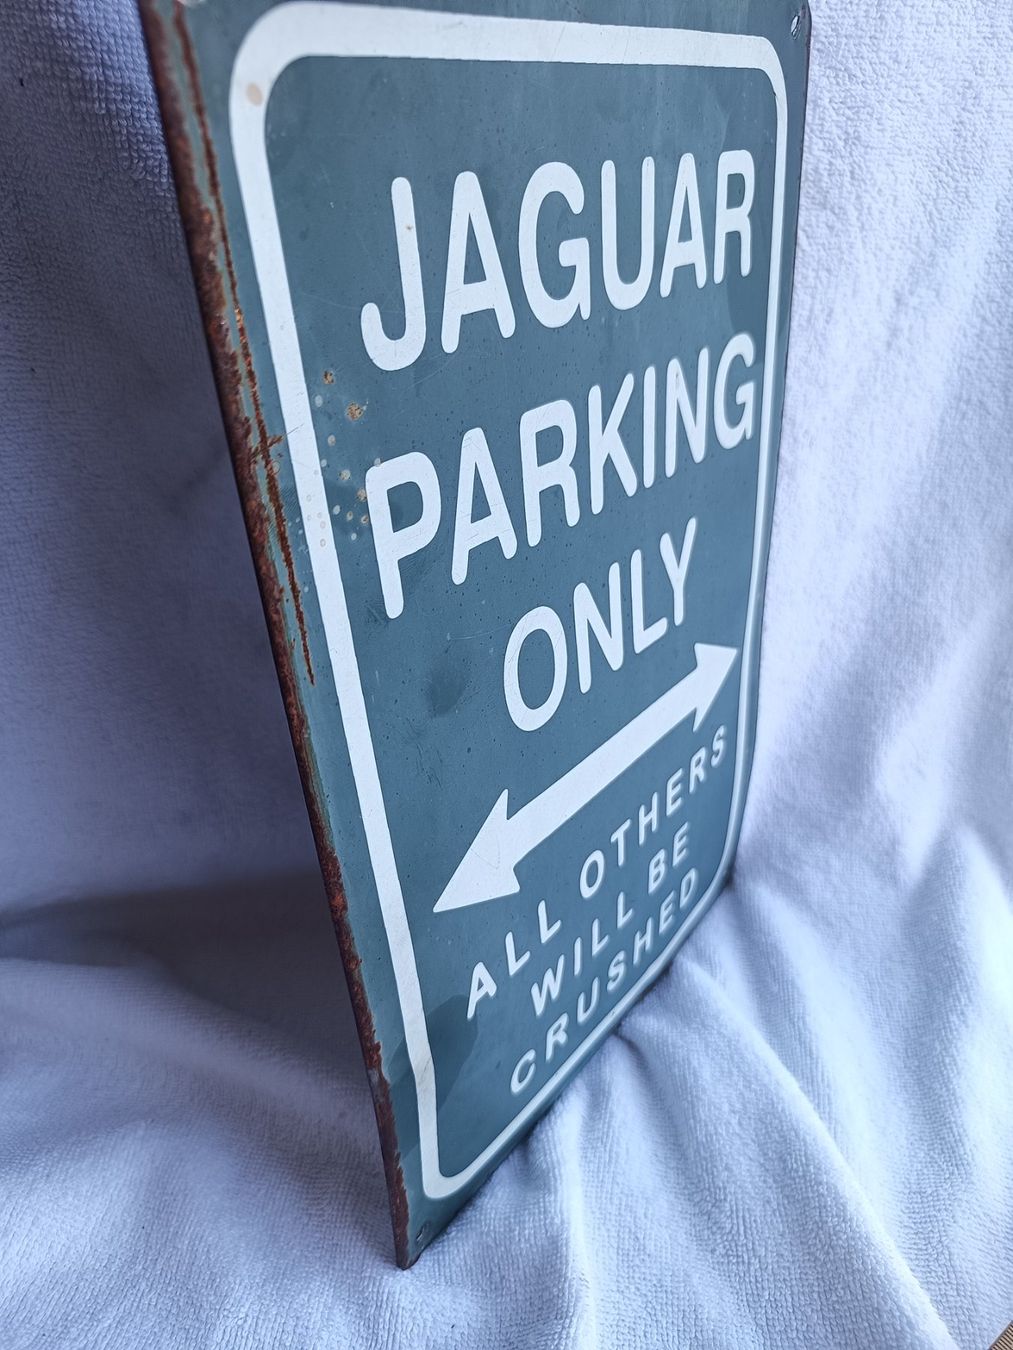 JAGUAR
PARKING
ONLY
ALL OTHERS
WILL BE
CRUSHED